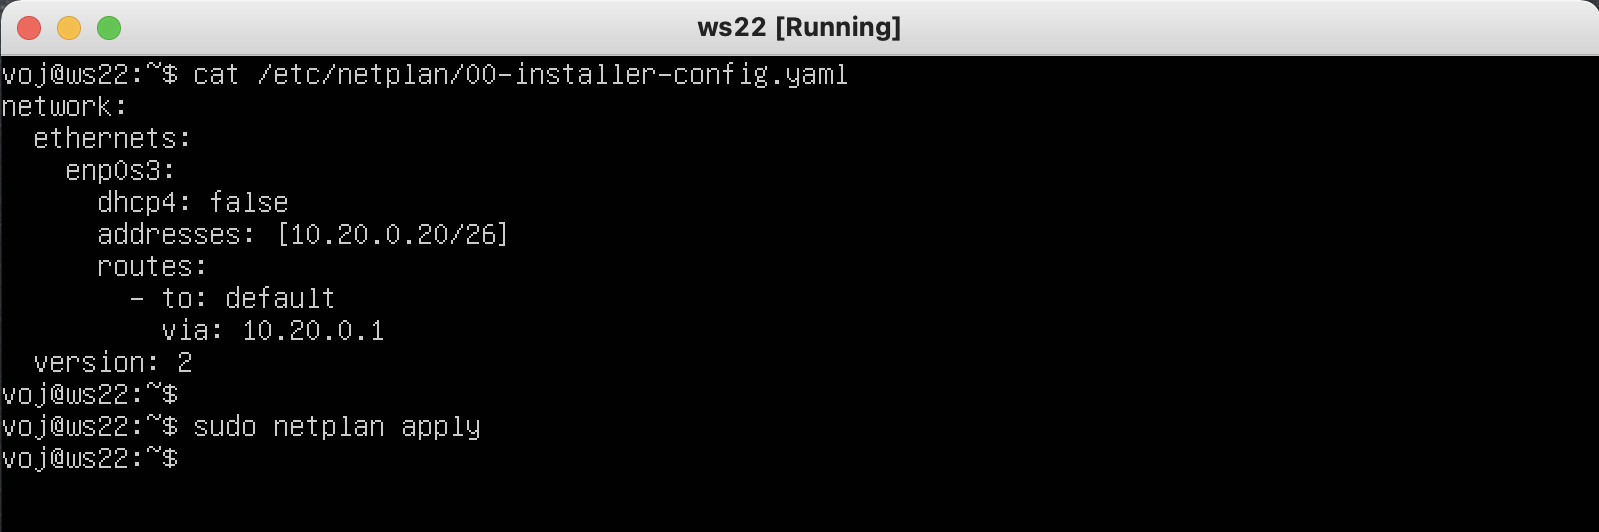 ws22 [Running]
voj@ws22:~$ cat /etc/netplan/00-installer-config.yaml
network:
  ethernets:
    enp0s3:
      dhcp4: false
      addresses: [10.20.0.20/26]
      routes:
        - to: default
          via: 10.20.0.1
  version: 2
voj@ws22:~$
voj@ws22:~$ sudo netplan apply
voj@ws22:~$